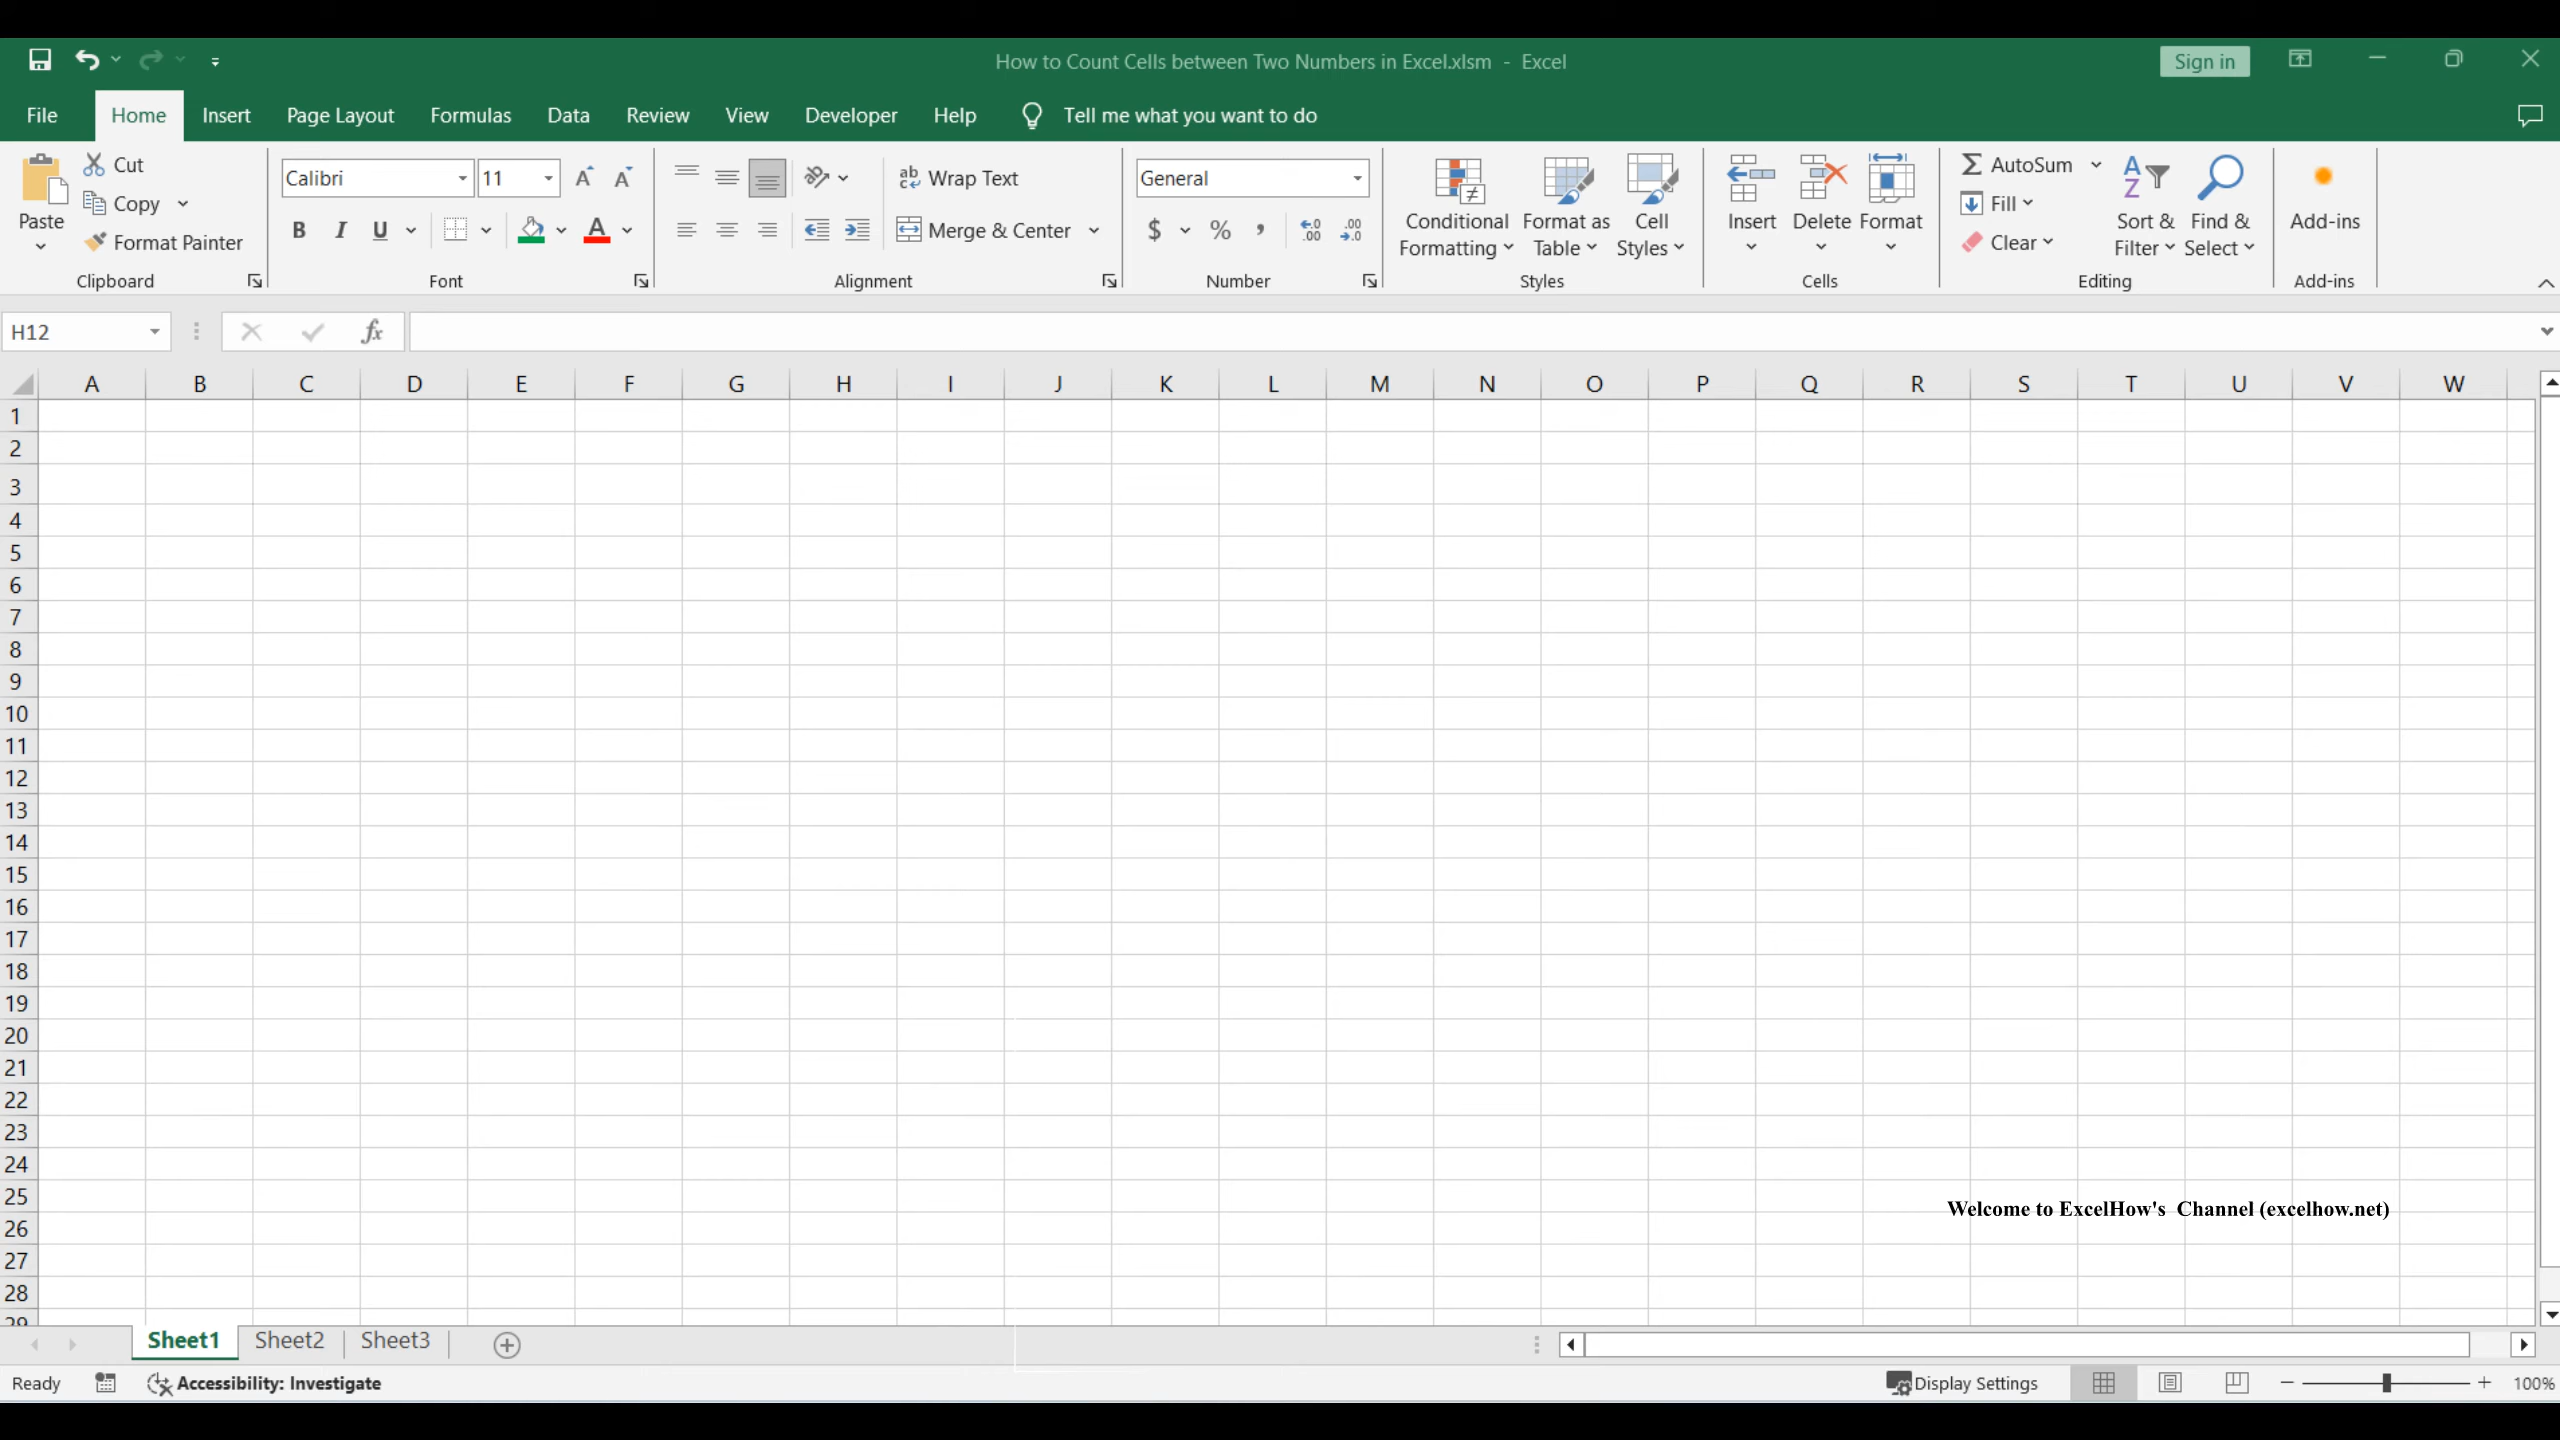 How to Count Cells between Two Numbers in Excel.xlsm - Excel
Sign in
File Home Insert Page Layout Formulas Data Review View Developer Help Tell me what you want to do
Paste
Cut
Copy
Format Painter
Clipboard
Calibri 11
B I U A
Font
ab Wrap Text
Merge & Center
Alignment
General
$ % ,
Number
Conditional Formatting
Format as Table
Cell Styles
Styles
Insert Delete Format
Cells
AutoSum
Fill
Clear
Sort & Filter
Find & Select
Editing
Add-ins
Add-ins
H12
fx
A B C D E F G H I J K L M N O P Q R S T U V W
1
2
3
4
5
6
7
8
9
10
11
12
13
14
15
16
17
18
19
20
21
22
23
24
25
Welcome to ExcelHow's Channel (excelhow.net)
26
27
28
29
Sheet1 Sheet2 Sheet3
Ready Accessibility: Investigate Display Settings 100%